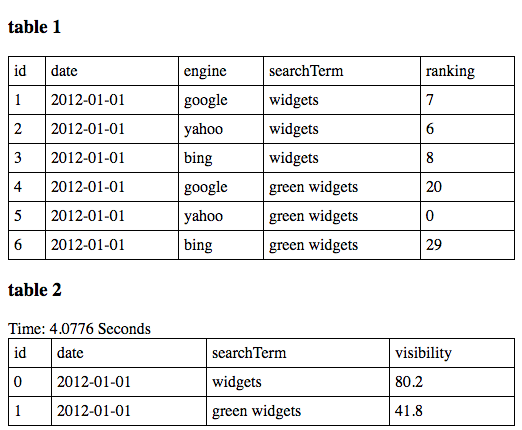 table 1
id date engine searchTerm ranking
1 2012-01-01 google widgets 7
2 2012-01-01 yahoo widgets 6
3 2012-01-01 bing widgets 8
4 2012-01-01 google green widgets 20
5 2012-01-01 yahoo green widgets 0
6 2012-01-01 bing green widgets 29
table 2
Time: 4.0776 Seconds
id date searchTerm visibility
0 2012-01-01 widgets 80.2
1 2012-01-01 green widgets 41.8